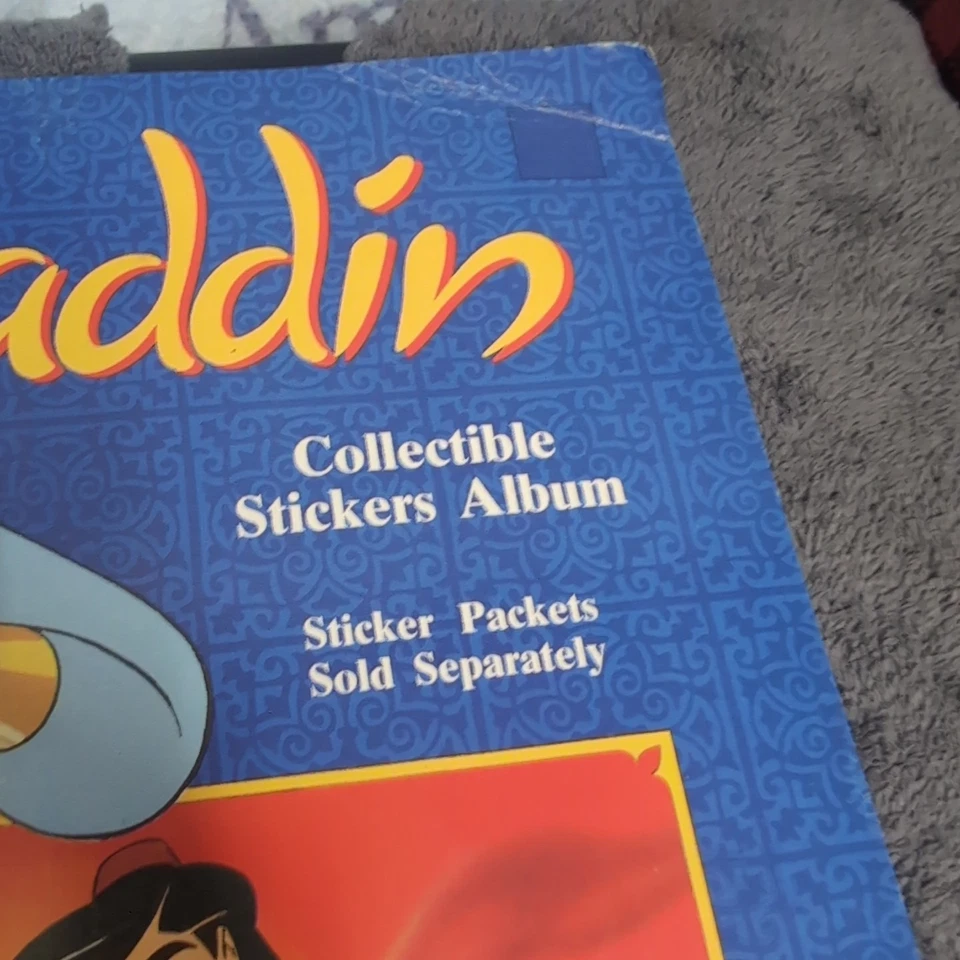 addin
Collectible
Stickers Album
Sticker Packets
Sold Separately